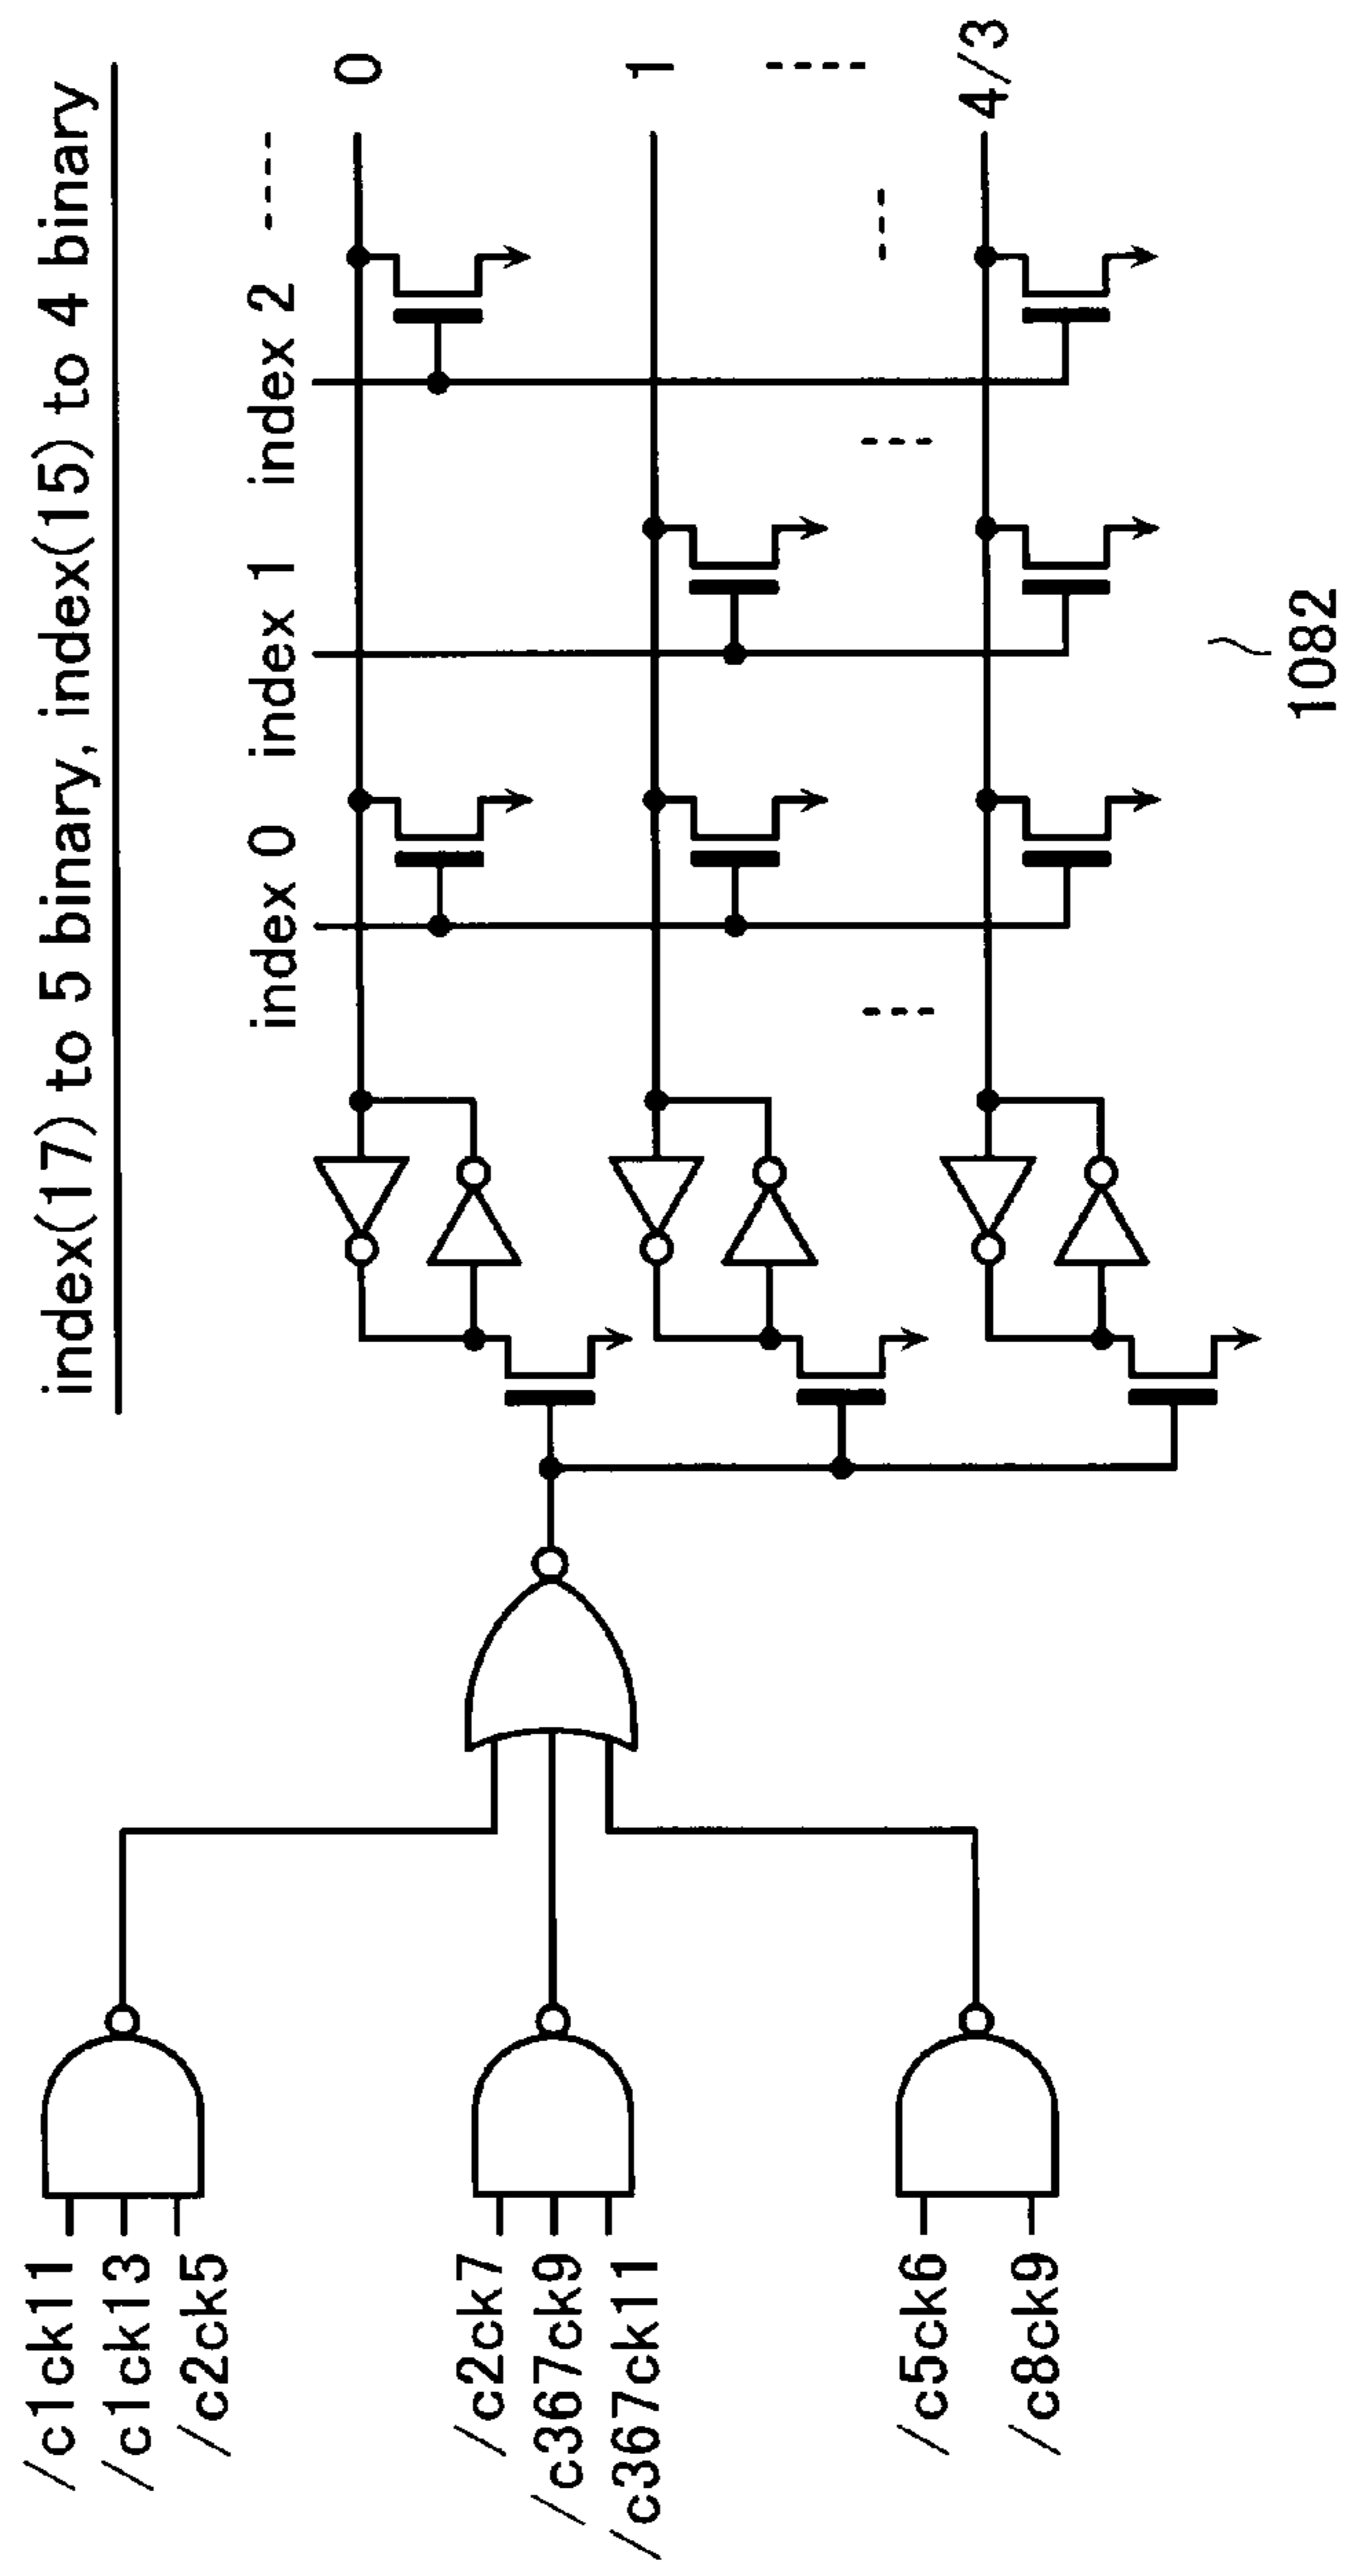 index(17) to 5 binary, index(15) to 4 binary
index 0 index 1 index 2 ----
0
1
-----
4/3
/c1ck11
/c1ck13
/c2ck5
/c2ck7
/c367ck9
/c367ck11
/c5ck6
/c8ck9
1082